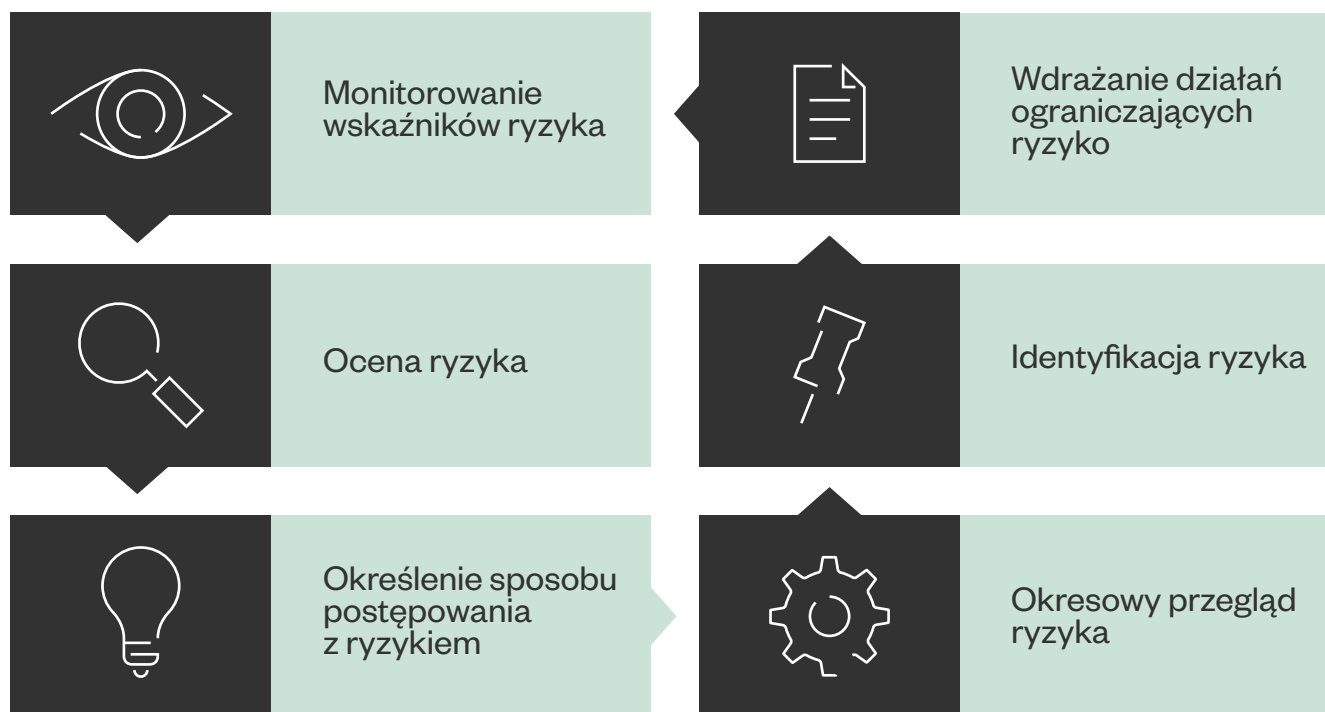 Monitorowanie
wskaźników ryzyka
Wdrażanie działań
ograniczających
ryzyko
Ocena ryzyka
Identyfikacja ryzyka
Określenie sposobu
postępowania
z ryzykiem
Okresowy przegląd
ryzyka